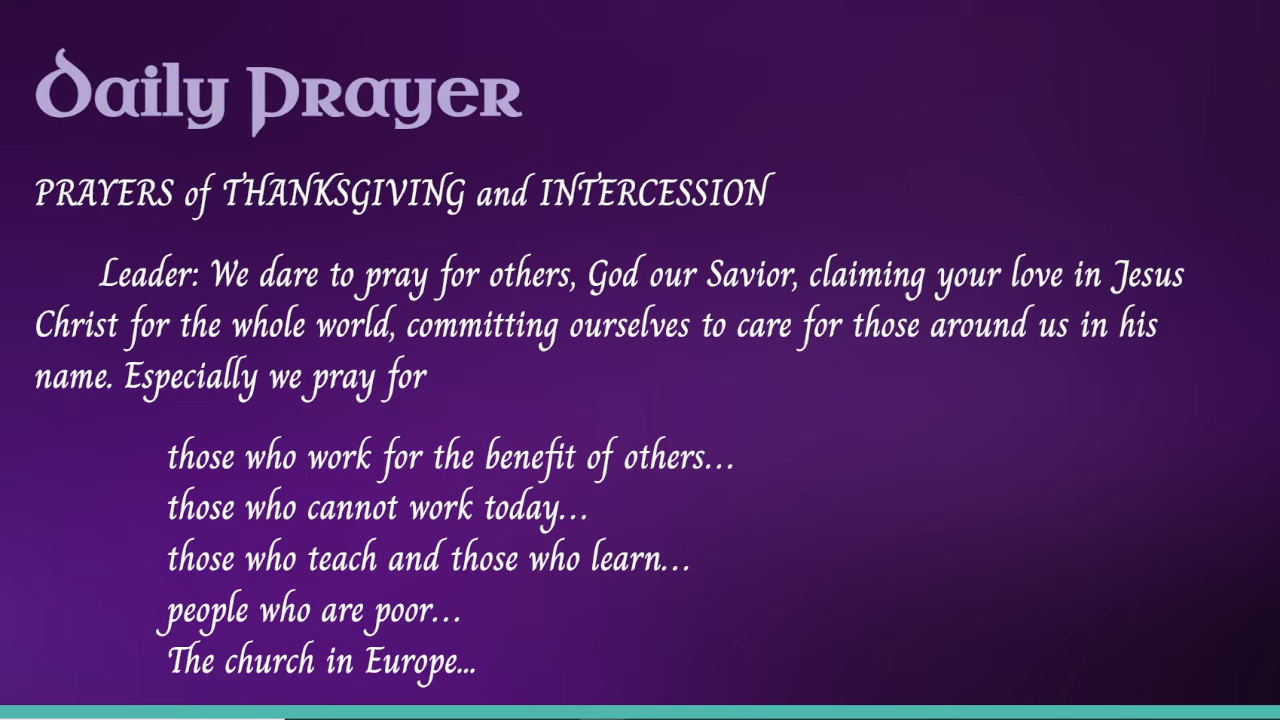 Daily Prayer
PRAYERS of THANKSGIVING and INTERCESSION
Leader: We dare to pray for others, God our Savior, claiming your love in Jesus
Christ for the whole world, committing ourselves to care for those around us in his
name. Especially we pray for
those who work for the benefit of others…
those who cannot work today…
those who teach and those who learn…
people who are poor…
The church in Europe...